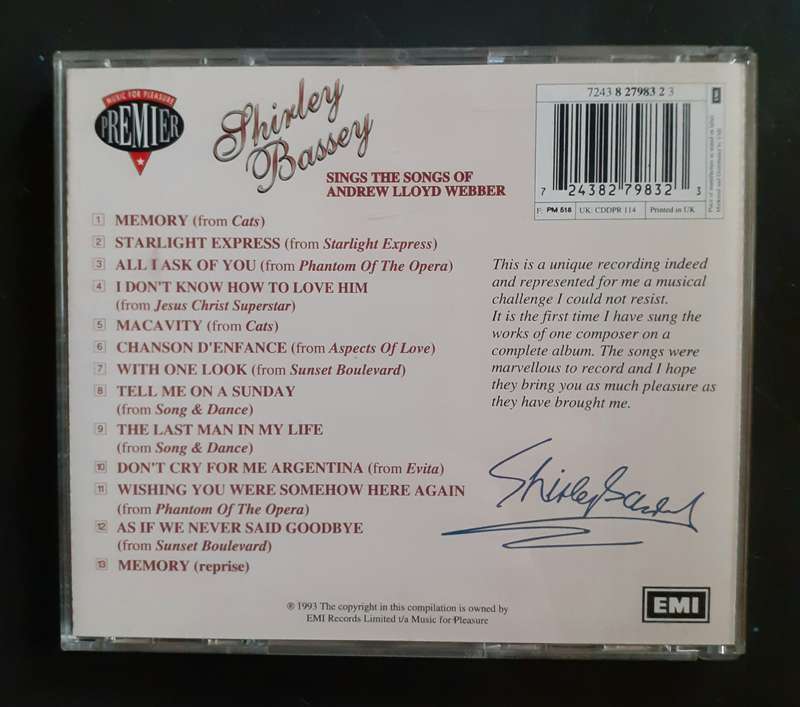 MUSIC FOR PLEASURE
PREMIER
Shirley
Bassey
SINGS THE SONGS OF
ANDREW LLOYD WEBBER
7243 8 27983 2 3
EMI
7 24382 79832 3
F: PM 518 UK: CDDPR 114 Printed in UK
1 MEMORY (from Cats)
2 STARLIGHT EXPRESS (from Starlight Express)
3 ALL I ASK OF YOU (from Phantom Of The Opera)
4 I DON'T KNOW HOW TO LOVE HIM
(from Jesus Christ Superstar)
5 MACAVITY (from Cats)
6 CHANSON D'ENFANCE (from Aspects Of Love)
7 WITH ONE LOOK (from Sunset Boulevard)
8 TELL ME ON A SUNDAY
(from Song & Dance)
9 THE LAST MAN IN MY LIFE
(from Song & Dance)
10 DON'T CRY FOR ME ARGENTINA (from Evita)
11 WISHING YOU WERE SOMEHOW HERE AGAIN
(from Phantom Of The Opera)
12 AS IF WE NEVER SAID GOODBYE
(from Sunset Boulevard)
13 MEMORY (reprise)
This is a unique recording indeed
and represented for me a musical
challenge I could not resist.
It is the first time I have sung the
works of one composer on a
complete album. The songs were
marvellous to record and I hope
they bring you as much pleasure as
they have brought me.
Shirley Bassey
℗ 1993 The copyright in this compilation is owned by
EMI Records Limited t/a Music for Pleasure
EMI